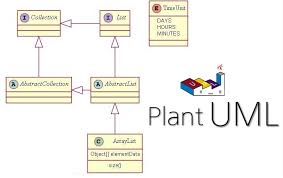 I Collection
I List
E TimeUnit
DAYS
HOURS
MINUTES
A AbstractCollection
A AbstractList
C ArrayList
Object[] elementData
size()
Plant UML